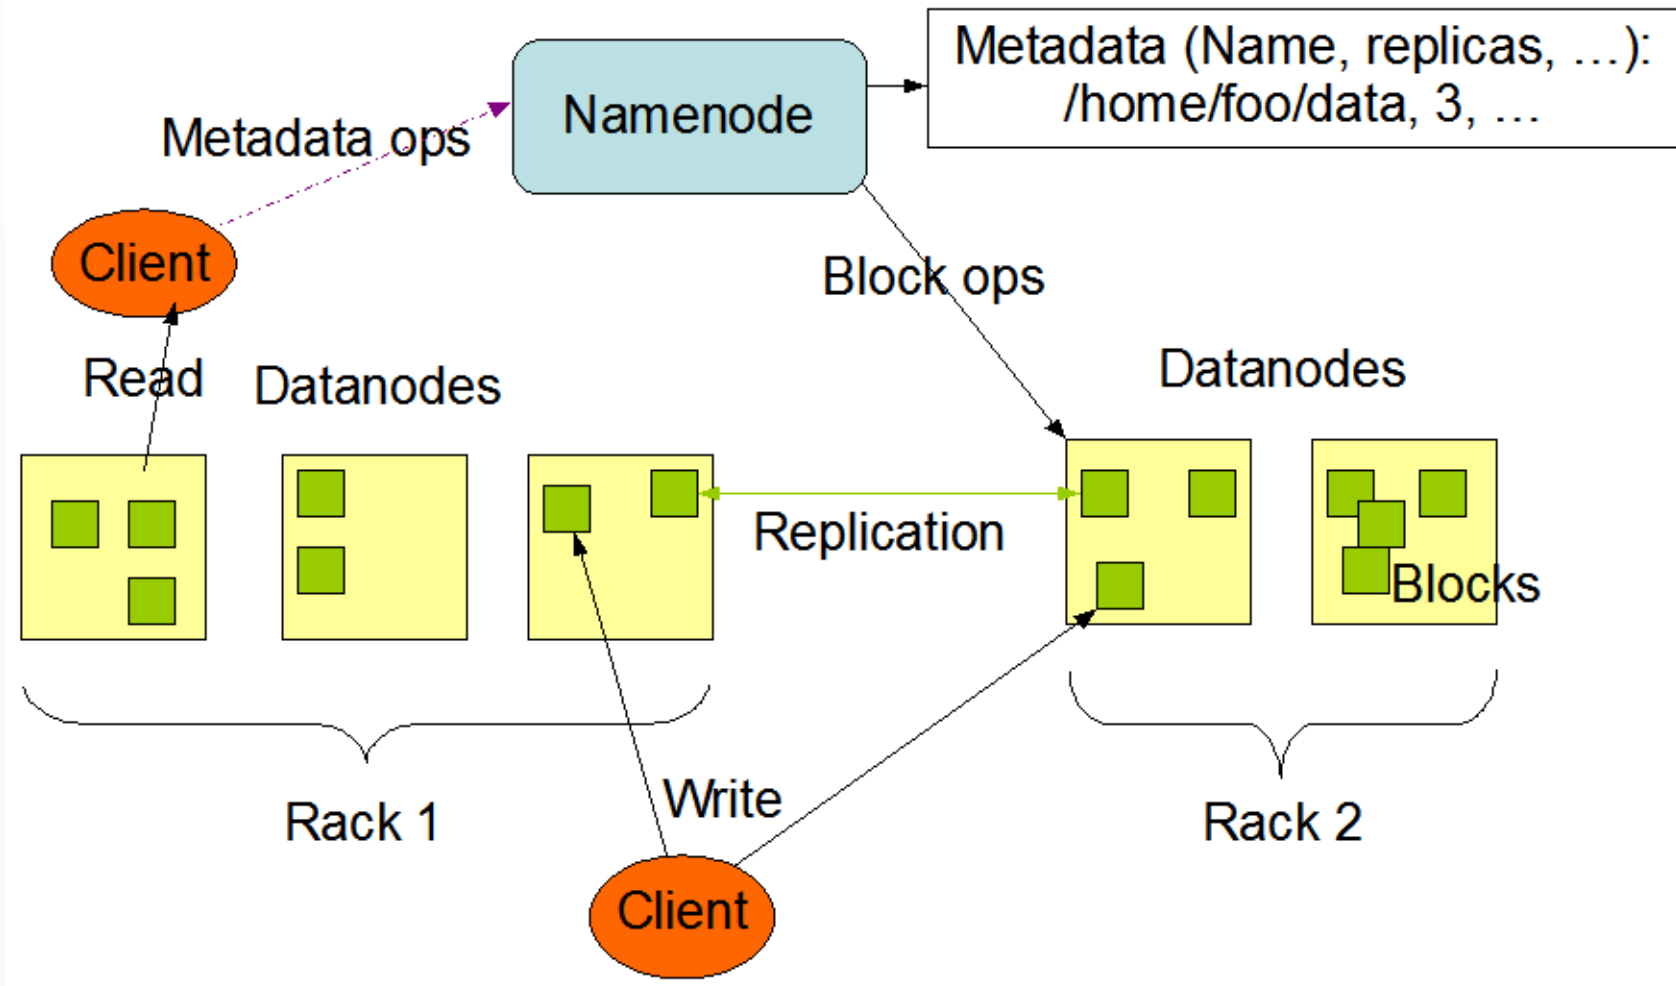 Metadata (Name, replicas, …):
/home/foo/data, 3, …
Namenode
Metadata ops
Client
Block ops
Read
Datanodes
Datanodes
Replication
Blocks
Rack 1
Write
Rack 2
Client